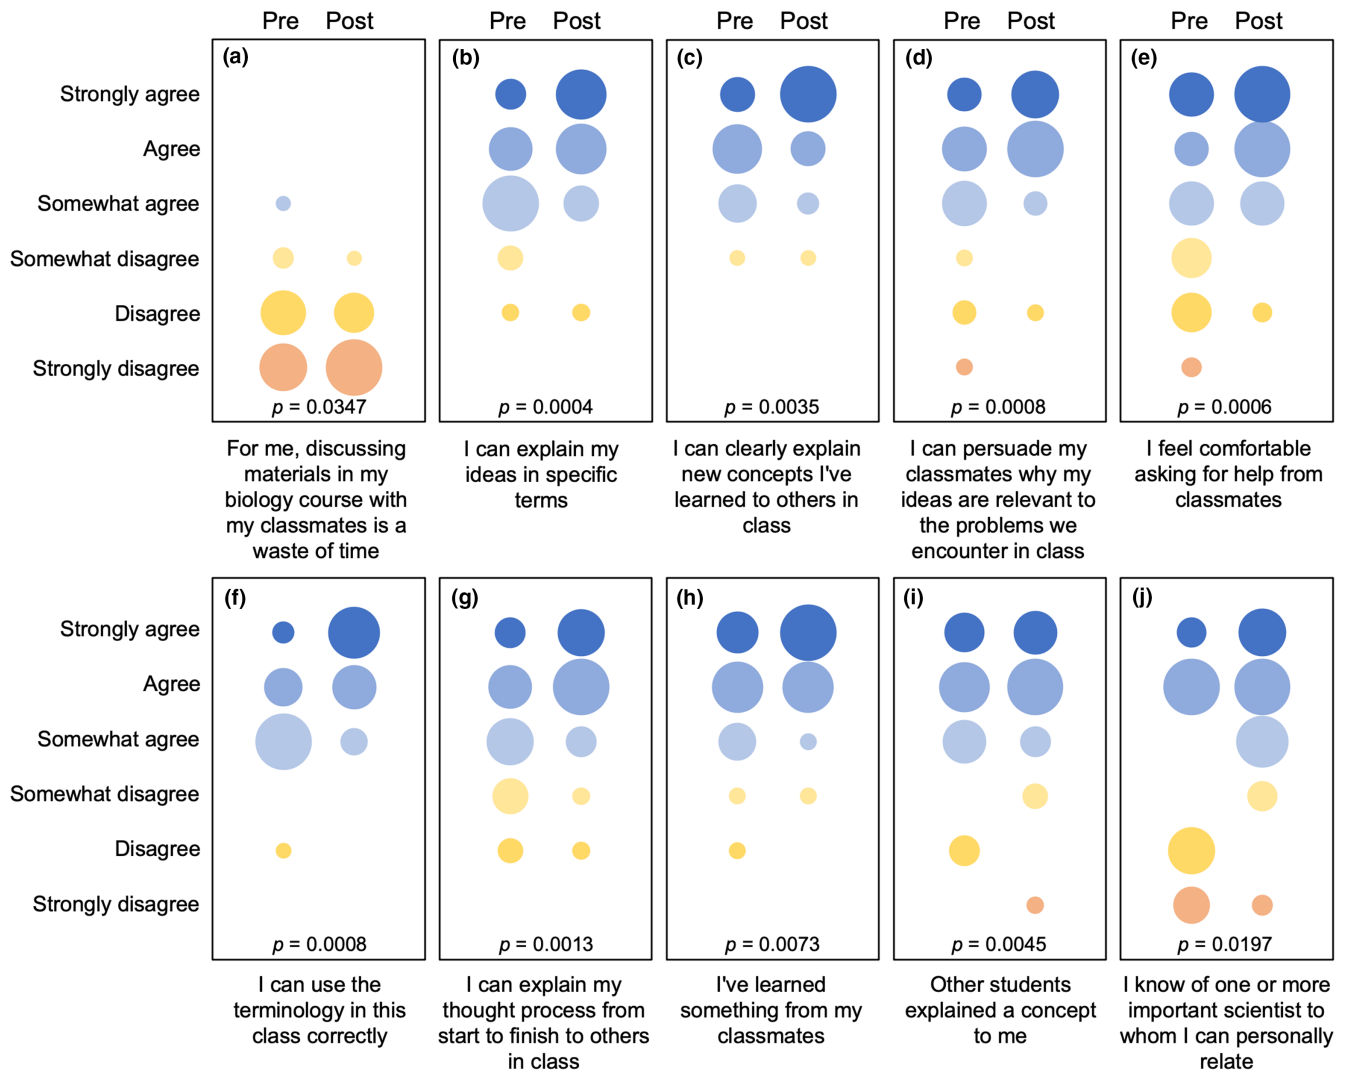 Pre Post Pre Post Pre Post Pre Post Pre Post
(a) (b) (c) (d) (e)
Strongly agree
Agree
Somewhat agree
Somewhat disagree
Disagree
Strongly disagree
p = 0.0347 p = 0.0004 p = 0.0035 p = 0.0008 p = 0.0006
For me, discussing
materials in my
biology course with
my classmates is a
waste of time
I can explain my
ideas in specific
terms
I can clearly explain
new concepts I've
learned to others in
class
I can persuade my
classmates why my
ideas are relevant to
the problems we
encounter in class
I feel comfortable
asking for help from
classmates
(f) (g) (h) (i) (j)
Strongly agree
Agree
Somewhat agree
Somewhat disagree
Disagree
Strongly disagree
p = 0.0008 p = 0.0013 p = 0.0073 p = 0.0045 p = 0.0197
I can use the
terminology in this
class correctly
I can explain my
thought process from
start to finish to others
in class
I've learned
something from my
classmates
Other students
explained a concept
to me
I know of one or more
important scientist to
whom I can personally
relate